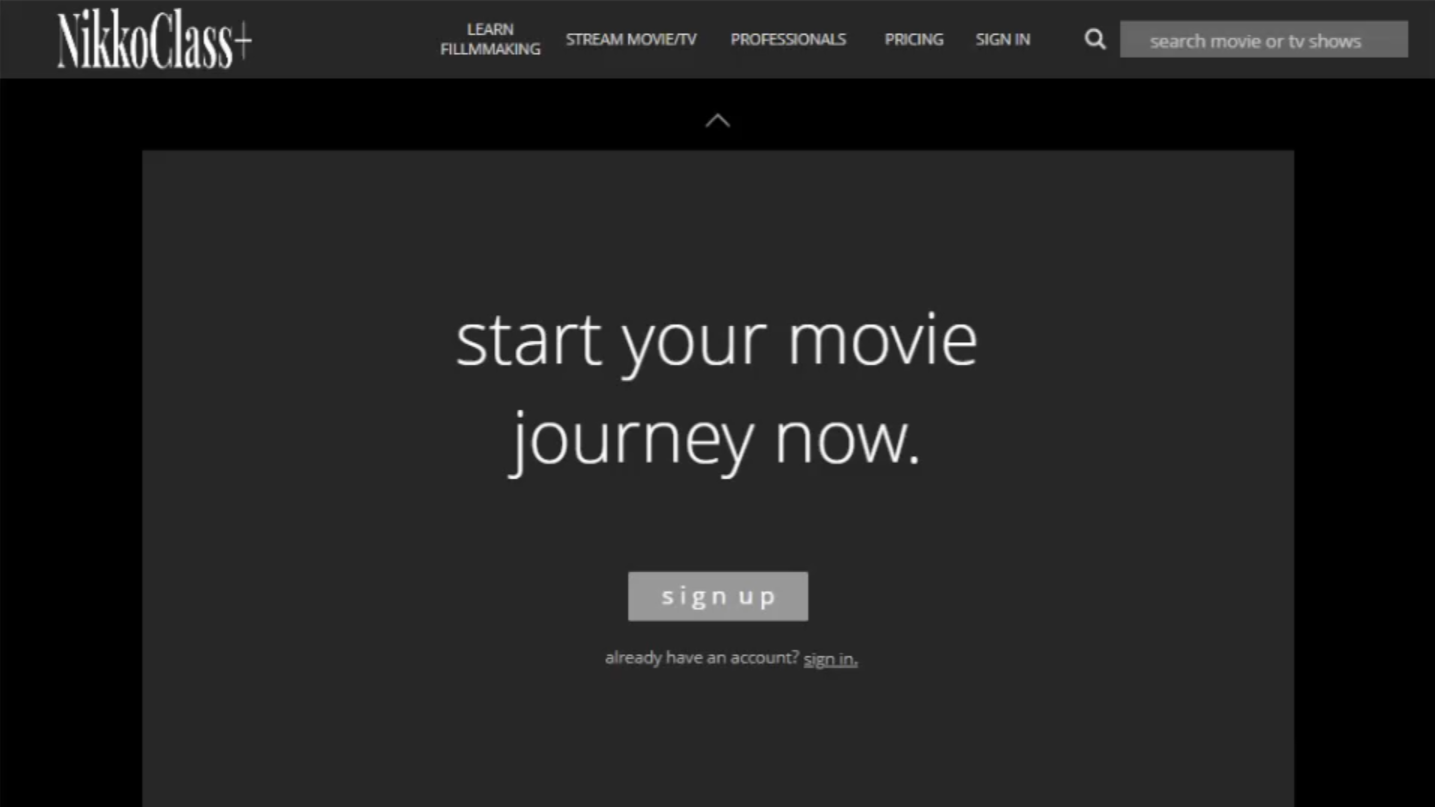 NikkoClass+
LEARN
FILLMMAKING
STREAM MOVIE/TV
PROFESSIONALS
PRICING
SIGN IN
search movie or tv shows
start your movie
journey now.
sign up
already have an account? sign in.